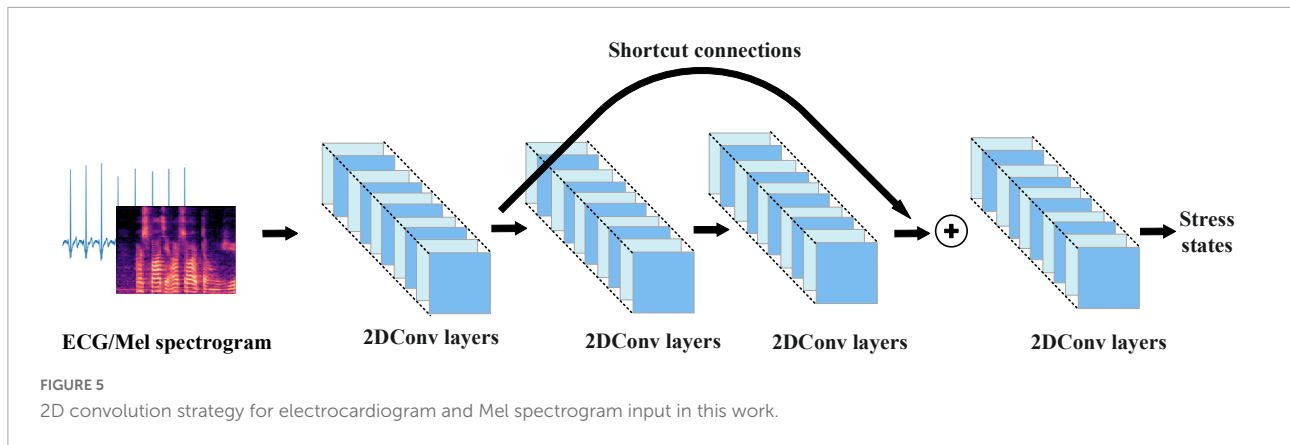 Shortcut connections
Stress
states
ECG/Mel spectrogram
2DConv layers
2DConv layers
2DConv layers
2DConv layers
FIGURE 5
2D convolution strategy for electrocardiogram and Mel spectrogram input in this work.